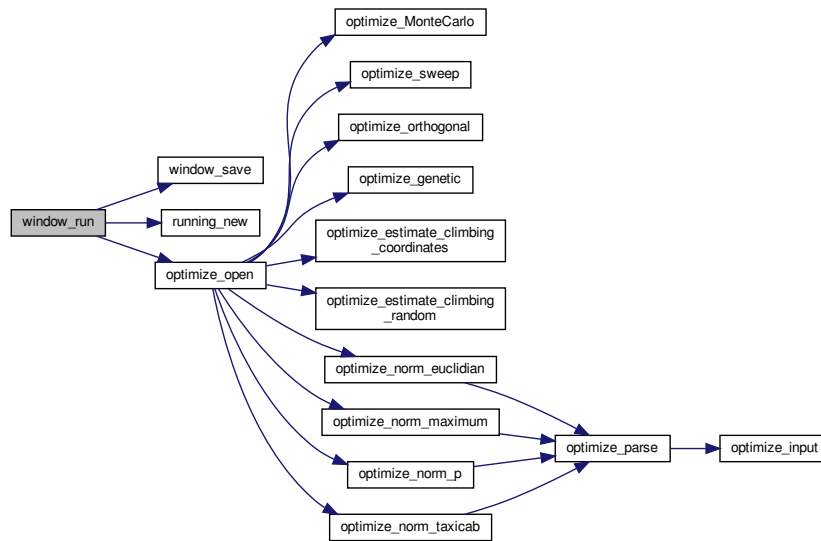 optimize_MonteCarlo
optimize_sweep
optimize_orthogonal
window_save
optimize_genetic
window_run
running_new
optimize_estimate_climbing
_coordinates
optimize_open
optimize_estimate_climbing
_random
optimize_norm_euclidian
optimize_norm_maximum
optimize_parse
optimize_input
optimize_norm_p
optimize_norm_taxicab